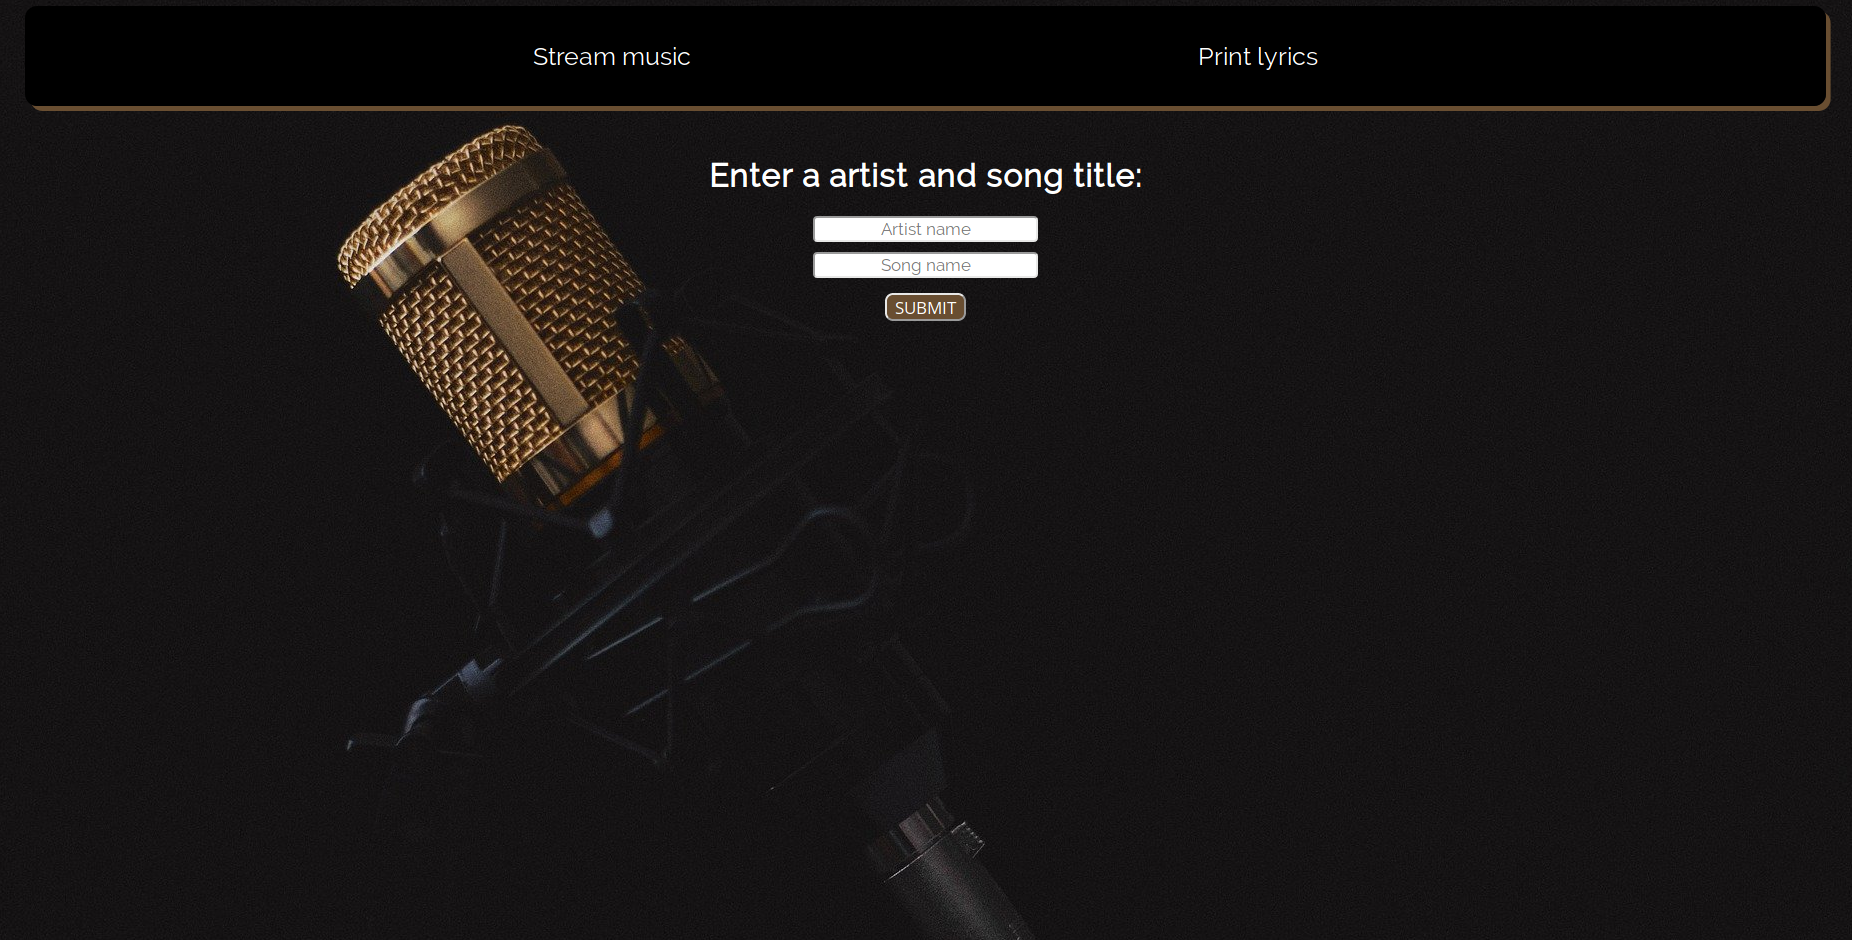 Stream music
Print lyrics
Enter a artist and song title:
Artist name
Song name
SUBMIT